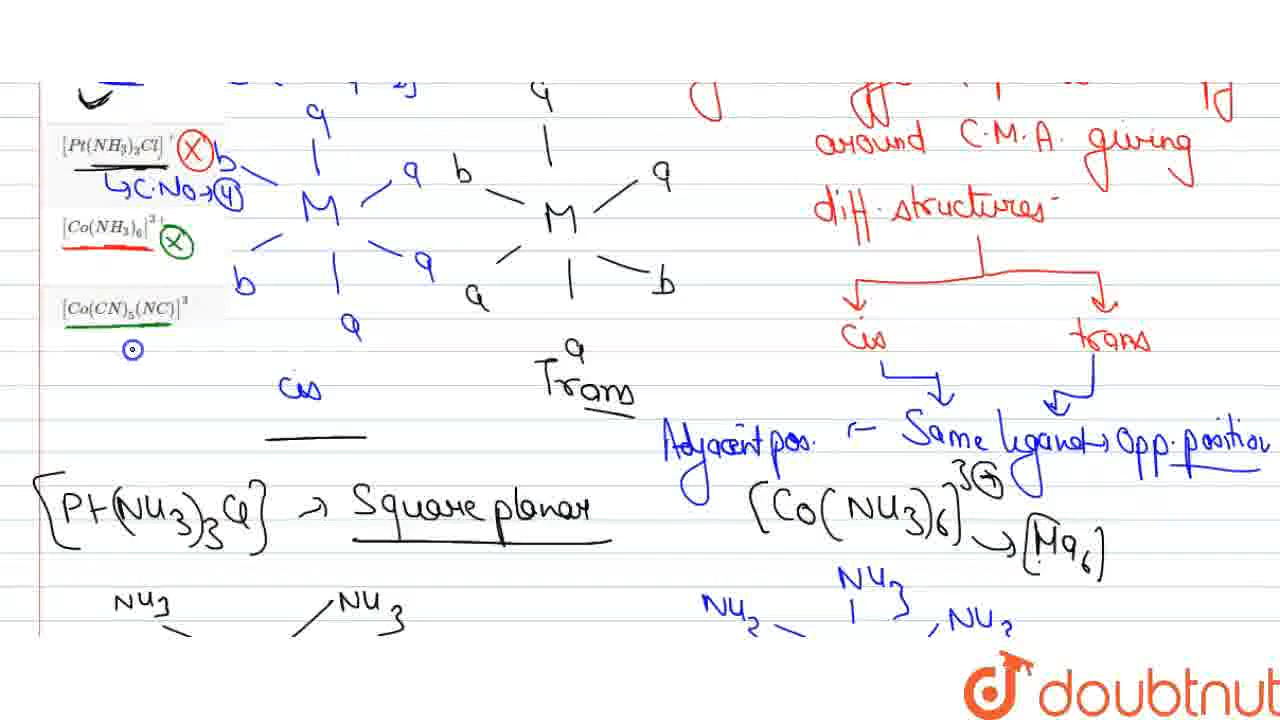 around C.M.A. giving
[Pt(NH3)3Cl]+ X
↳ C.No → 4
diff. structures
[Co(NH3)6]3+ X
[Co(CN)5(NC)]3
a
b a
M
b a
a
cis
a
b a
M
a b
a
Trans
cis trans
Adjacent pos. ← Same ligand → Opp. position
[Pt(NH3)3Cl] → Square planar
[Co(NH3)6]3+ → [Ma6]
NH3 NH3
NH3 NH3 NH3
doubtnut